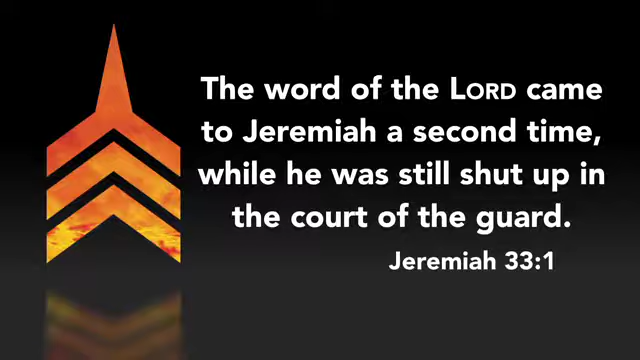 The word of the LORD came
to Jeremiah a second time,
while he was still shut up in
the court of the guard.
Jeremiah 33:1